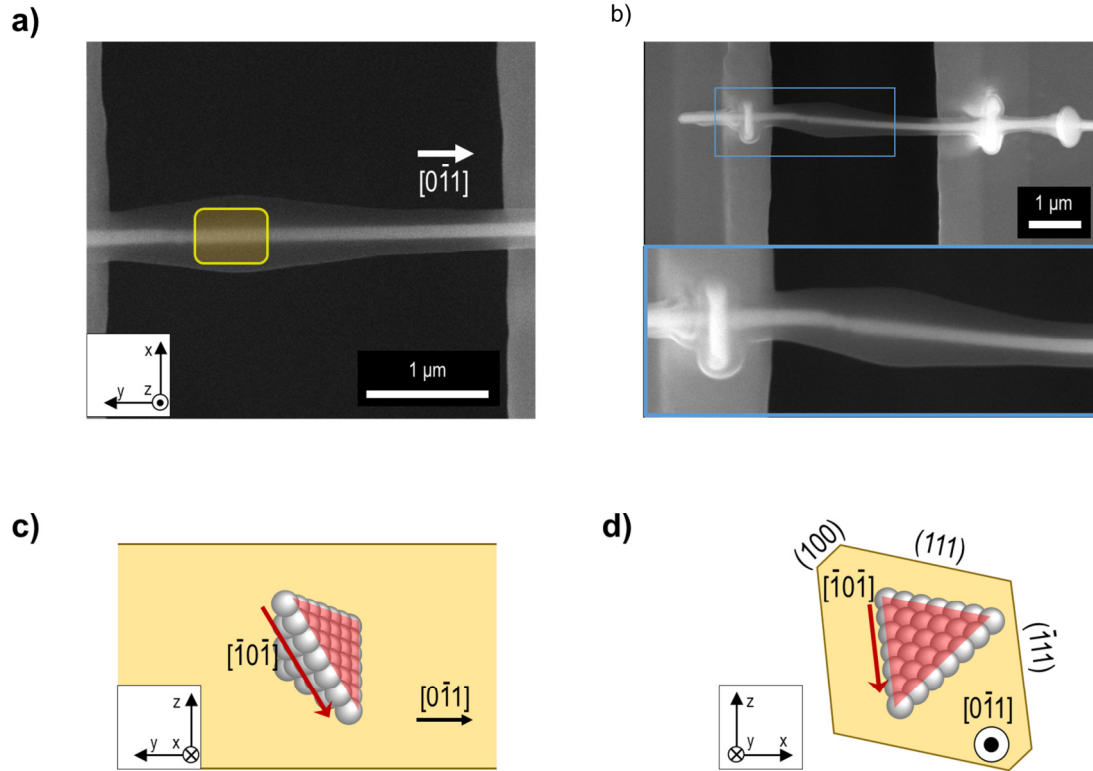 a)
[01̄1]
x
y
z
1 µm
b)
1 µm
c)
[1̄01̄]
[01̄1]
z
y
x
d)
(100)
(111)
[1̄01̄]
(1̄11)
[01̄1]
z
y
x